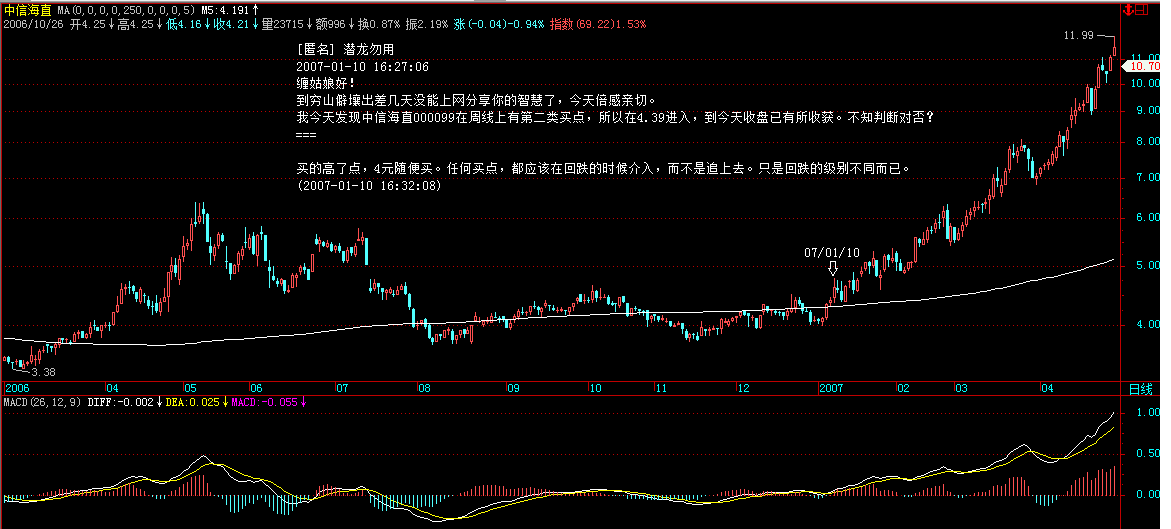 中信海直 MA(0,0,0,0,250,0,0,0,5) M5:4.191↑
2006/10/26 开4.25↓高4.25↓低4.16↓收4.21↓量23715↓额996↓换0.87% 振2.19% 涨(-0.04)-0.94% 指数(69.22)1.53%
11.99
[匿名] 潜龙勿用
2007-01-10 16:27:06
缠姑娘好!
到穷山僻壤出差几天没能上网分享你的智慧了，今天倍感亲切。
我今天发现中信海直000099在周线上有第二类买点，所以在4.39进入，到今天收盘已有所收获。不知判断对否？
===
买的高了点，4元随便买。任何买点，都应该在回跌的时候介入，而不是追上去。只是回跌的级别不同而已。
(2007-01-10 16:32:08)
11.00
10.70
10.00
9.00
8.00
7.00
6.00
07/01/10
5.00
4.00
3.38
2006 04 05 06 07 08 09 10 11 12 2007 02 03 04 日线
MACD(26,12,9) DIFF:-0.002↓DEA:0.025↓MACD:-0.055↓
1.00
0.50
0.00